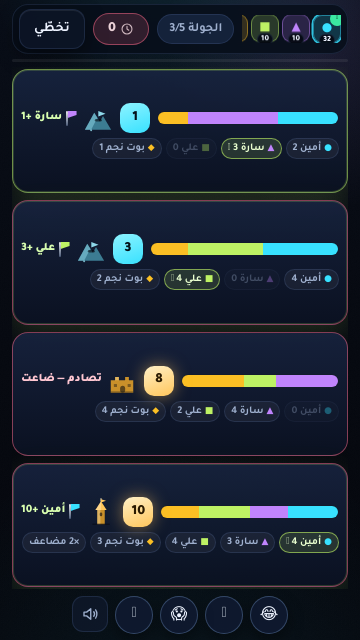 32 10 10 الجولة 3/5 0 تخطّي
1 سارة +1
أمين 2 سارة 3 علي 0 بوت نجم 1
3 علي +3
أمين 4 سارة 0 علي 4 بوت نجم 2
8 تصادم — ضاعت
أمين 0 سارة 4 علي 2 بوت نجم 4
10 أمين +10
أمين 4 سارة 3 علي 4 بوت نجم 3 ×2 مضاعف